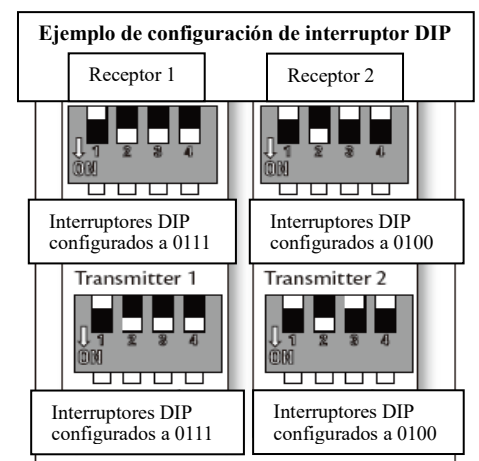 Ejemplo de configuración de interruptor DIP
Receptor 1
Receptor 2
1 2 3 4
ON
1 2 3 4
ON
Interruptores DIP
configurados a 0111
Interruptores DIP
configurados a 0100
Transmitter 1
Transmitter 2
1 2 3 4
ON
1 2 3 4
ON
Interruptores DIP
configurados a 0111
Interruptores DIP
configurados a 0100